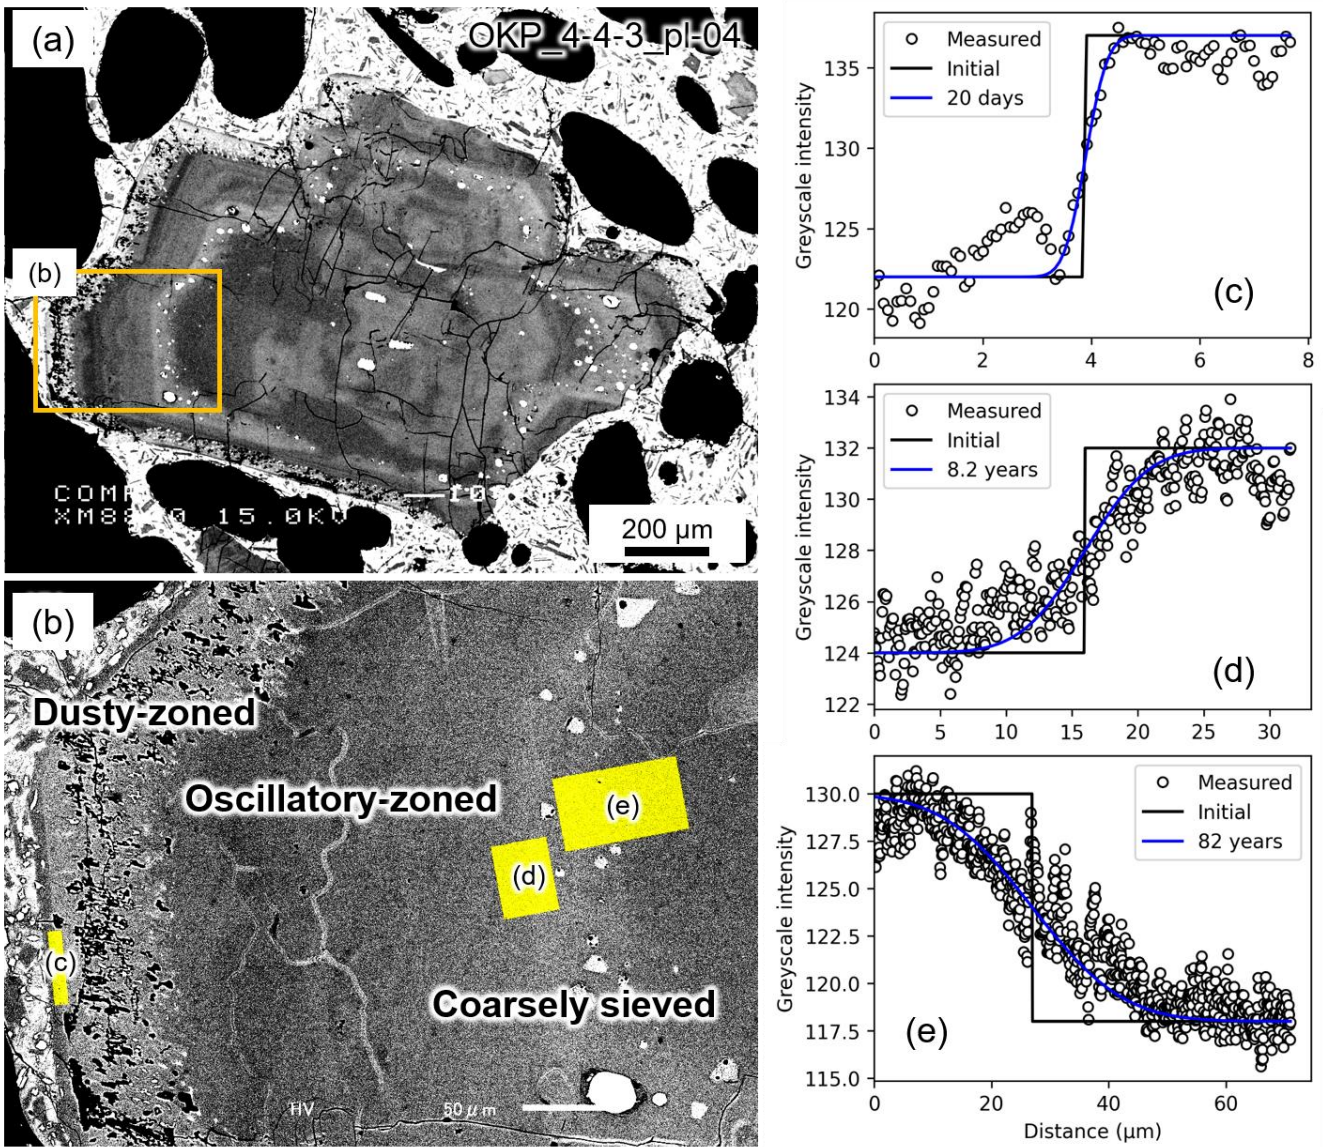 (a)
OKP_4-4-3_pl-04
(b)
15.0KV
200 µm
(b)
Dusty-zoned
Oscillatory-zoned
(e)
(d)
(c)
Coarsely sieved
HV
50µm
Measured
Initial
20 days
Greyscale intensity
135
130
125
120
0 2 4 6 8
(c)
Measured
Initial
8.2 years
Greyscale intensity
134
132
130
128
126
124
122
0 5 10 15 20 25 30
(d)
Measured
Initial
82 years
Greyscale intensity
130.0
127.5
125.0
122.5
120.0
117.5
115.0
0 20 40 60
(e)
Distance (µm)